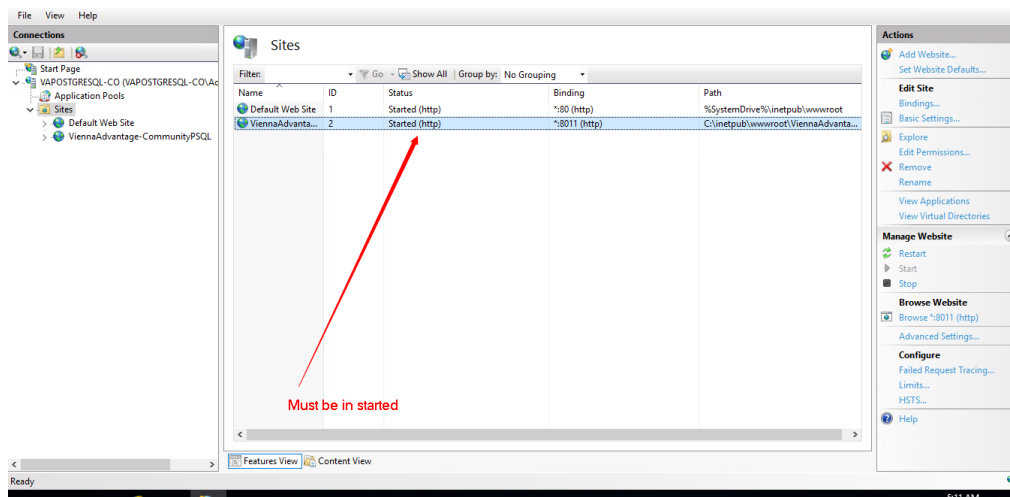 File View Help
Connections
Start Page
VAPOSTGRESQL-CO (VAPOSTGRESQL-CO\Ac
Application Pools
Sites
Default Web Site
ViennaAdvantage-CommunityPSQL
Sites
Filter: Go Show All Group by: No Grouping
Name ID Status Binding Path
Default Web Site 1 Started (http) *:80 (http) %SystemDrive%\inetpub\wwwroot
ViennaAdvanta... 2 Started (http) *:8011 (http) C:\inetpub\wwwroot\ViennaAdvanta...
Must be in started
Features View Content View
Actions
Add Website...
Set Website Defaults...
Edit Site
Bindings...
Basic Settings...
Explore
Edit Permissions...
Remove
Rename
View Applications
View Virtual Directories
Manage Website
Restart
Start
Stop
Browse Website
Browse *:8011 (http)
Advanced Settings...
Configure
Failed Request Tracing...
Limits...
HSTS...
Help
Ready
5:11 AM